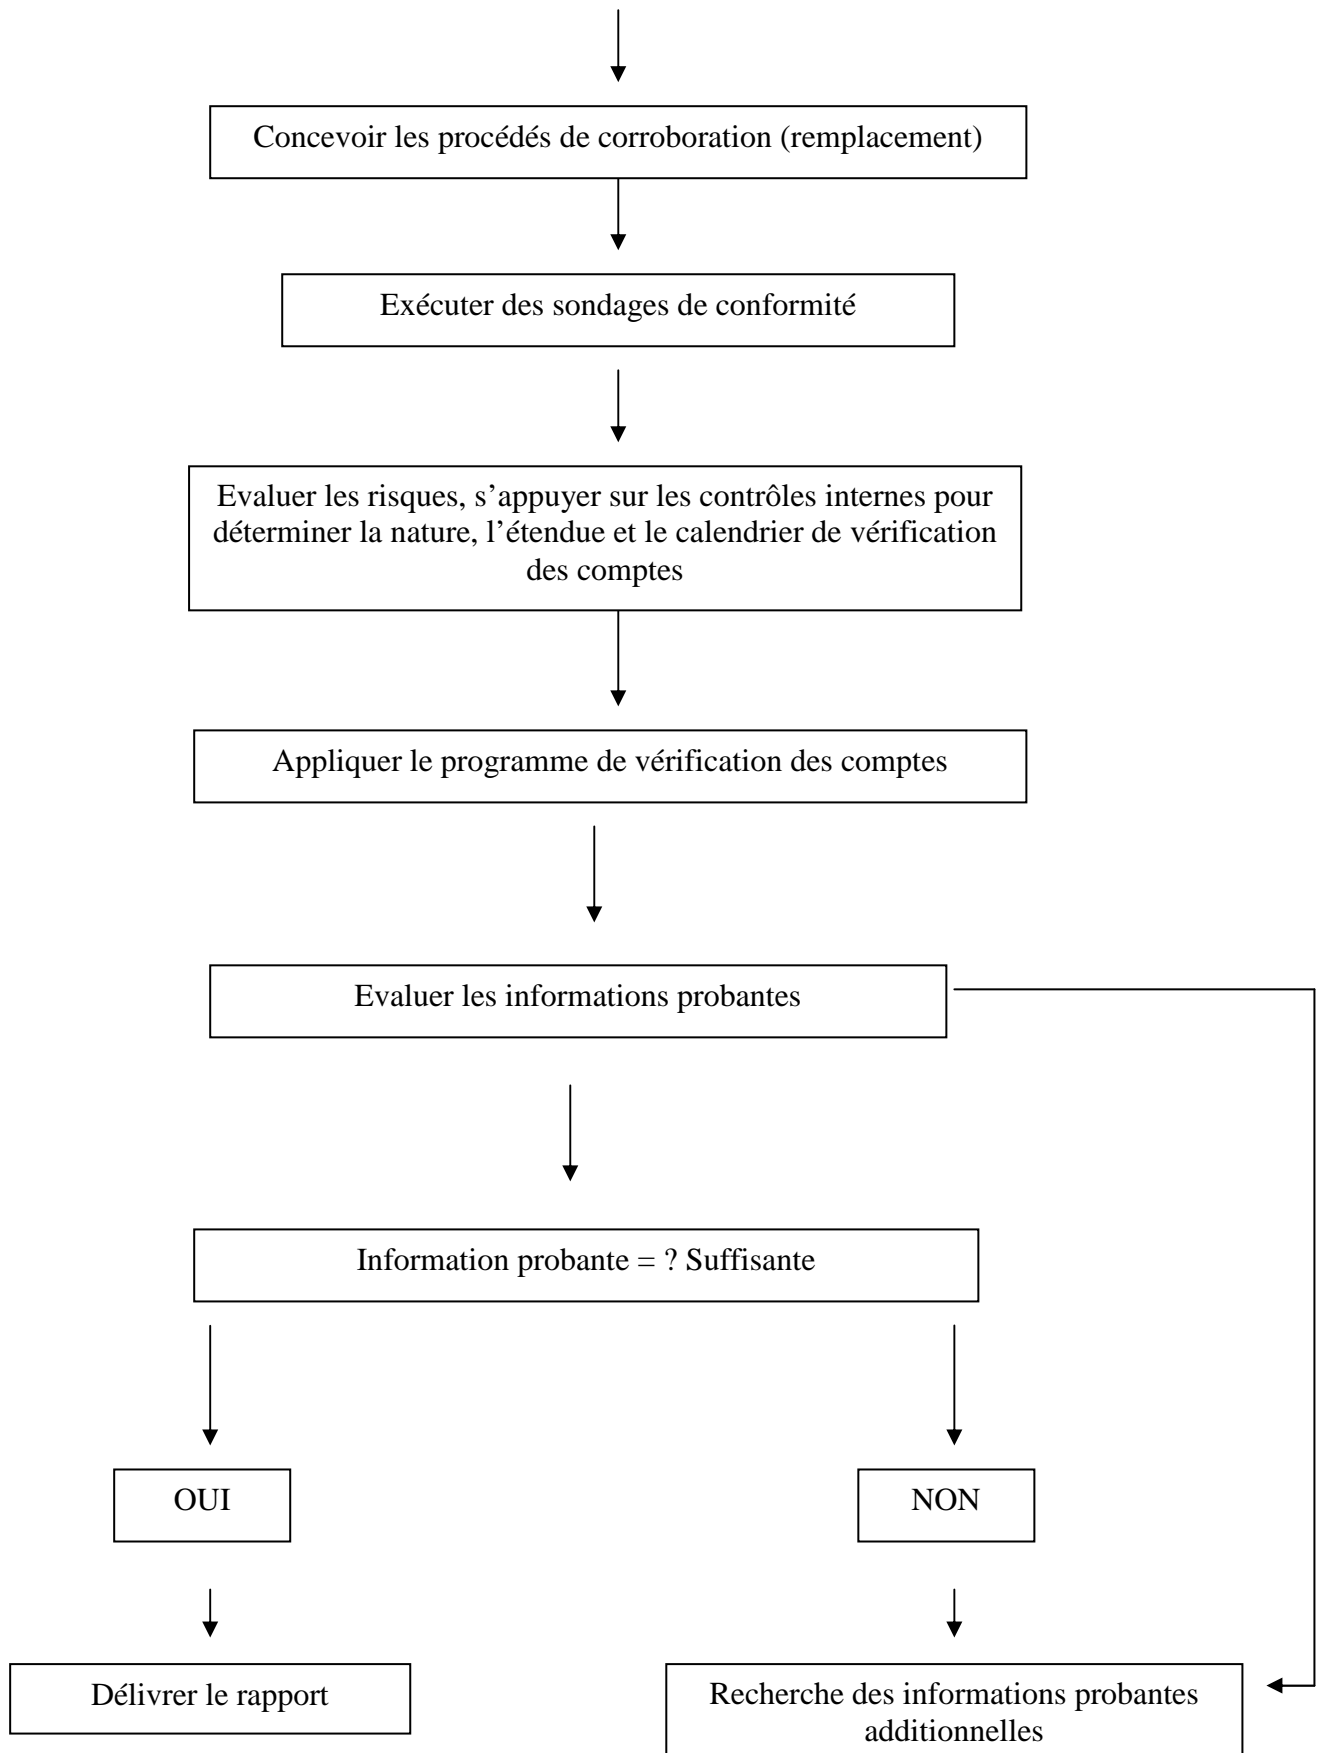 Concevoir les procédés de corroboration (remplacement)
Exécuter des sondages de conformité
Evaluer les risques, s’appuyer sur les contrôles internes pour
déterminer la nature, l’étendue et le calendrier de vérification
des comptes
Appliquer le programme de vérification des comptes
Evaluer les informations probantes
Information probante = ? Suffisante
OUI
NON
Délivrer le rapport
Recherche des informations probantes
additionnelles